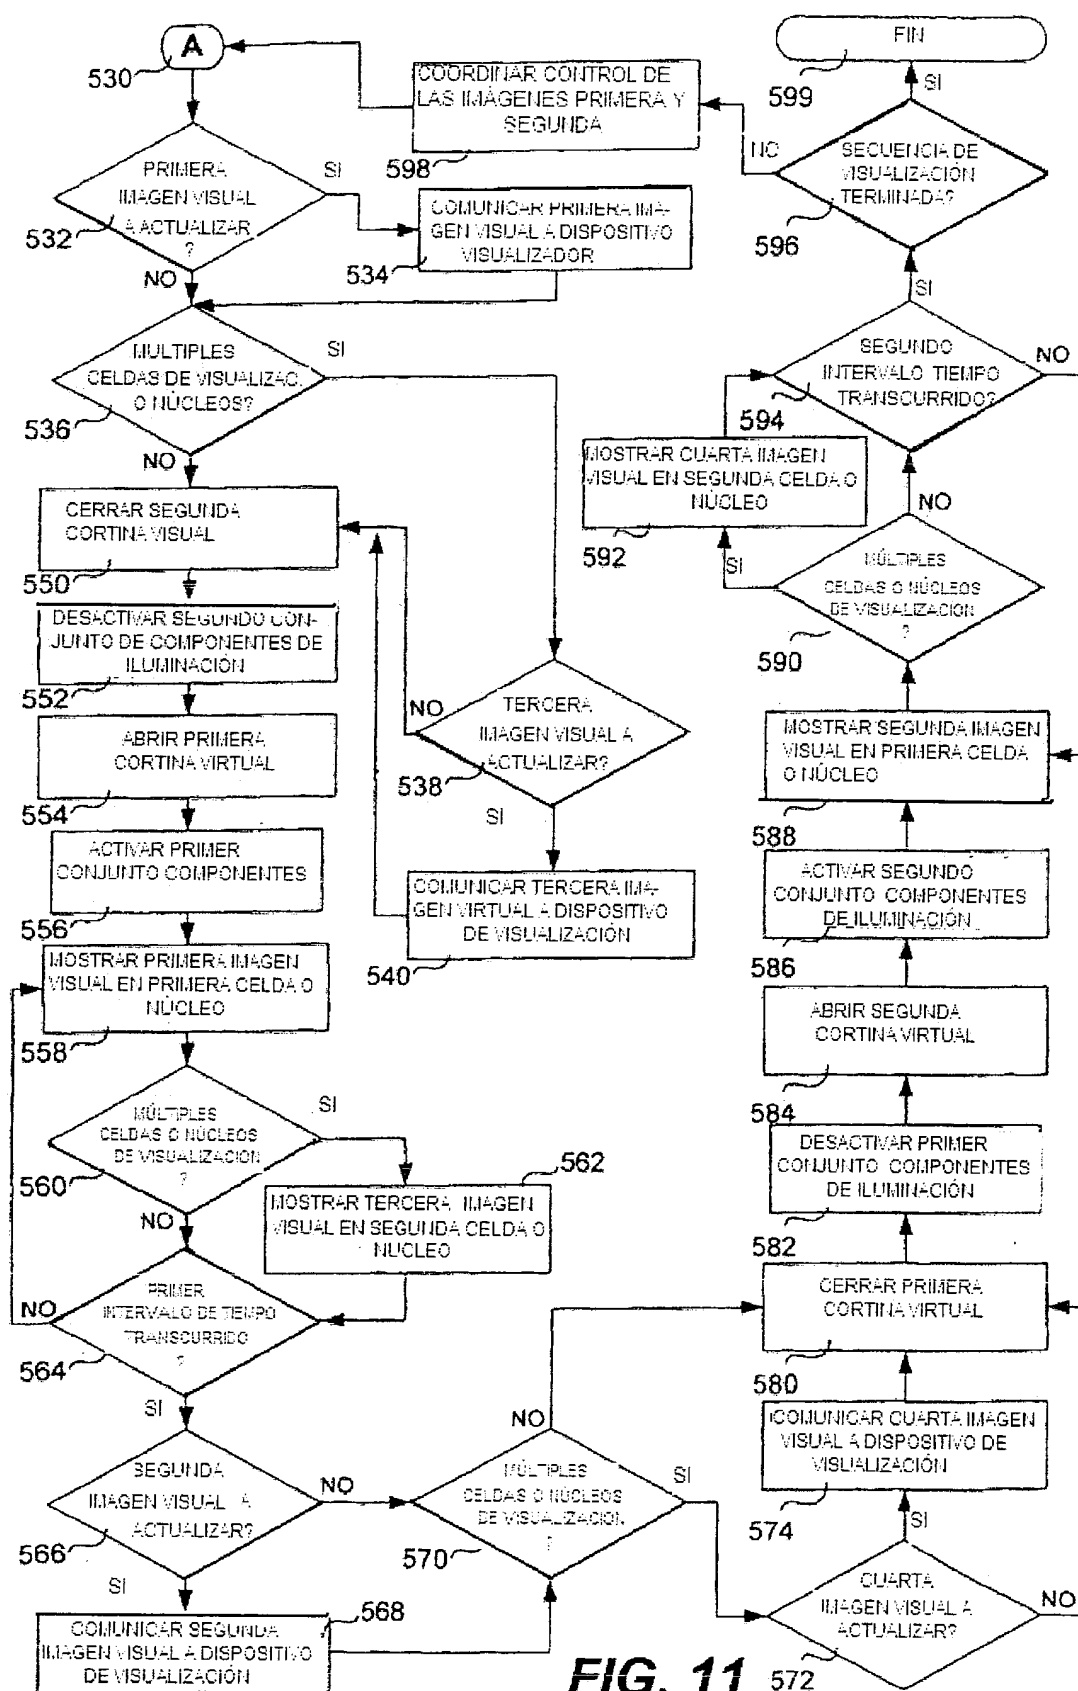 A
530
PRIMERA
IMAGEN VISUAL
A ACTUALIZAR
?
532
SI
NO
COMUNICAR PRIMERA IMA-
GEN VISUAL A DISPOSITIVO
VISUALIZADOR
534
MULTIPLES
CELDAS DE VISUALIZAC.
O NÚCLEOS?
536
SI
NO
CERRAR SEGUNDA
CORTINA VISUAL
550
DESACTIVAR SEGUNDO CON-
JUNTO DE COMPONENTES DE
ILUMINACIÓN
552
ABRIR PRIMERA
CORTINA VIRTUAL
554
ACTIVAR PRIMER
CONJUNTO COMPONENTES
556
MOSTRAR PRIMERA IMAGEN
VISUAL EN PRIMERA CELDA O
NÚCLEO
558
MÚLTIPLES
CELDAS O NÚCLEOS
DE VISUALIZACION
?
560
SI
NO
562
MOSTRAR TERCERA IMAGEN
VISUAL EN SEGUNDA CELDA O
NUCLEO
PRIMER
INTERVALO DE TIEMPO
TRANSCURRIDO
?
564
NO
SI
SEGUNDA
IMAGEN VISUAL A
ACTUALIZAR?
566
NO
SI
568
COMUNICAR SEGUNDA
IMAGEN VISUAL A DISPOSITIVO
DE VISUALIZACIÓN
TERCERA
IMAGEN VISUAL A
ACTUALIZAR?
538
NO
SI
COMUNICAR TERCERA IMA-
GEN VIRTUAL A DISPOSITIVO
DE VISUALIZACIÓN
540
MÚLTIPLES
CELDAS O NÚCLEOS
DE VISUALIZACION
?
570
NO
SI
CUARTA
IMAGEN VISUAL A
ACTUALIZAR?
572
NO
SI
COMUNICAR CUARTA IMAGEN
VISUAL A DISPOSITIVO DE
VISUALIZACIÓN
574
CERRAR PRIMERA
CORTINA VIRTUAL
580
DESACTIVAR PRIMER
CONJUNTO COMPONENTES
DE ILUMINACIÓN
582
ABRIR SEGUNDA
CORTINA VIRTUAL
584
ACTIVAR SEGUNDO
CONJUNTO COMPONENTES
DE ILUMINACIÓN
586
MOSTRAR SEGUNDA IMAGEN
VISUAL EN PRIMERA CELDA
O NÚCLEO
588
MÚLTIPLES
CELDAS O NÚCLEOS
DE VISUALIZACION
?
590
SI
NO
MOSTRAR CUARTA IMAGEN
VISUAL EN SEGUNDA CELDA O
NÚCLEO
592
SEGUNDO
INTERVALO TIEMPO
TRANSCURRIDO?
594
NO
SI
SECUENCIA DE
VISUALIZACIÓN
TERMINADA?
596
NO
SI
COORDINAR CONTROL DE
LAS IMÁGENES PRIMERA Y
SEGUNDA
598
FIN
599
FIG. 11